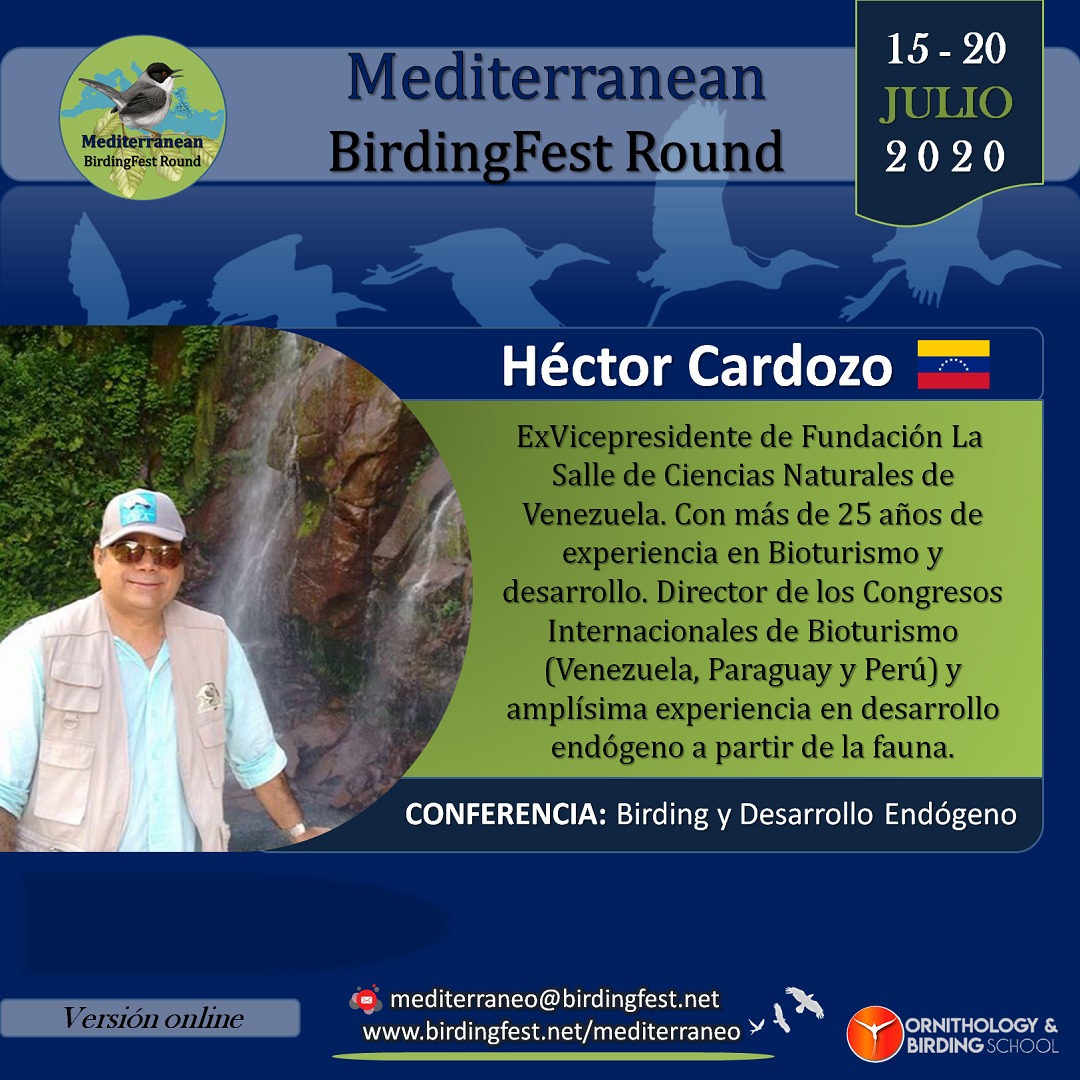 Mediterranean
BirdingFest Round
15 - 20
JULIO
2020
Mediterranean
BirdingFest Round
Héctor Cardozo
ExVicepresidente de Fundación La
Salle de Ciencias Naturales de
Venezuela. Con más de 25 años de
experiencia en Bioturismo y
desarrollo. Director de los Congresos
Internacionales de Bioturismo
(Venezuela, Paraguay y Perú) y
amplísima experiencia en desarrollo
endógeno a partir de la fauna.
CONFERENCIA: Birding y Desarrollo Endógeno
Versión online
mediterraneo@birdingfest.net
www.birdingfest.net/mediterraneo
ORNITHOLOGY &
BIRDING SCHOOL